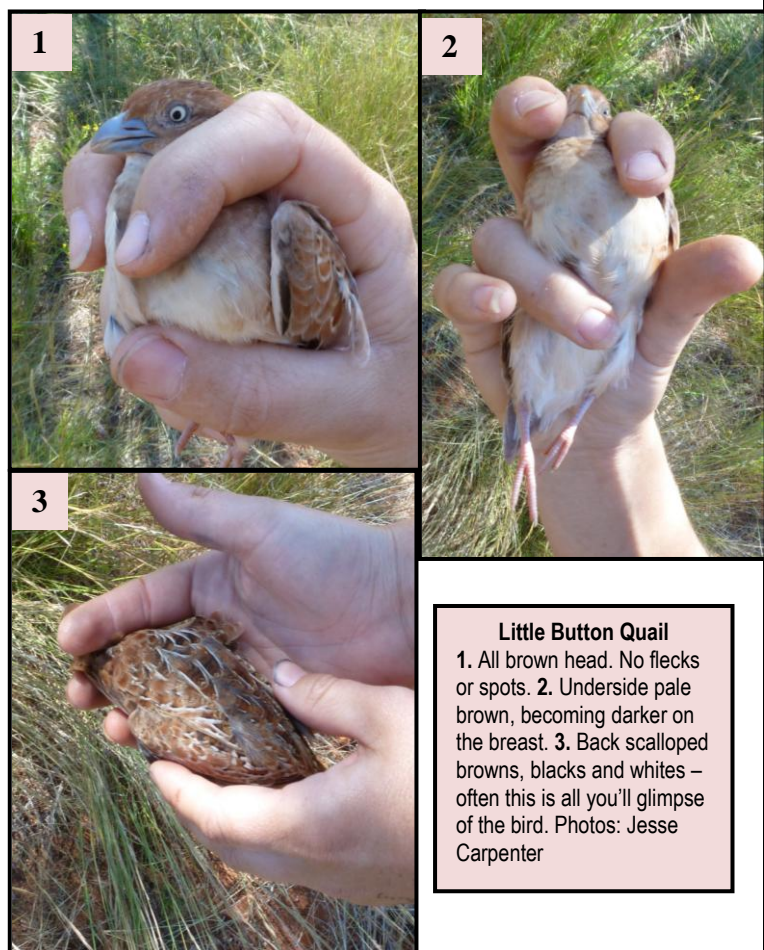 1
2
3
Little Button Quail
1. All brown head. No flecks
or spots. 2. Underside pale
brown, becoming darker on
the breast. 3. Back scalloped
browns, blacks and whites –
often this is all you'll glimpse
of the bird. Photos: Jesse
Carpenter